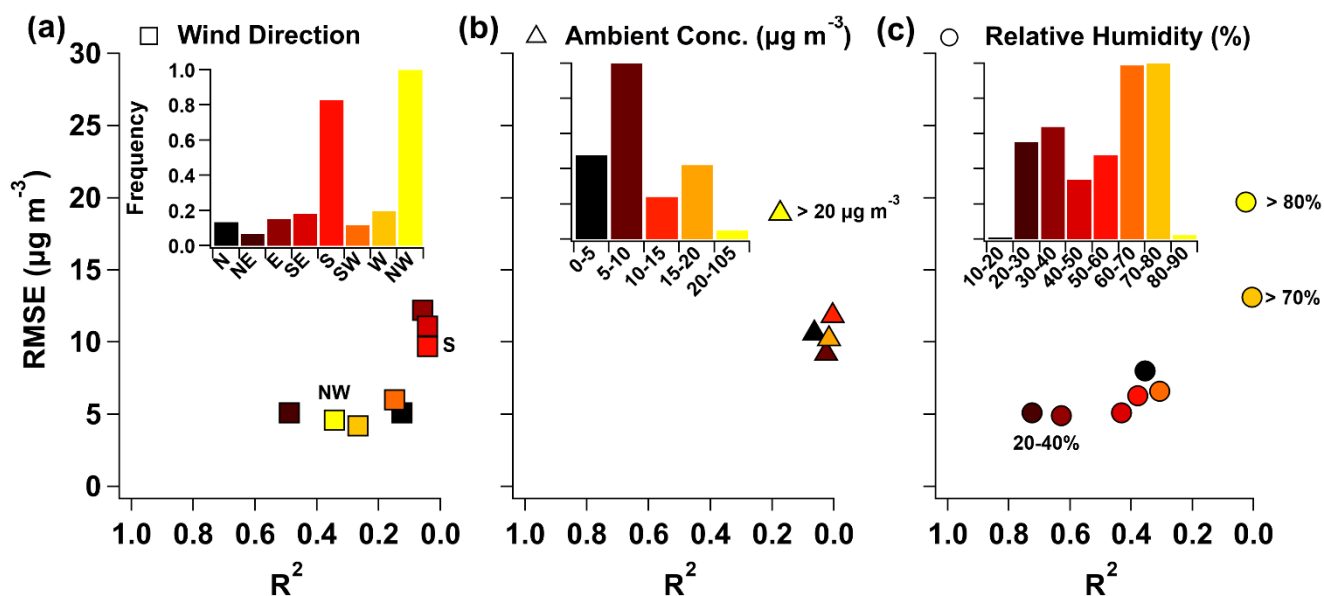 (a) Wind Direction
(b) Ambient Conc. (µg m⁻³)
(c) Relative Humidity (%)
RMSE (µg m⁻³)
30
25
20
15
10
5
0
Frequency
1.0
0.8
0.6
0.4
0.2
0.0
N NE E SE S SW W NW
S
NW
1.0 0.8 0.6 0.4 0.2 0.0
R²
0-5 5-10 10-15 15-20 20-105
> 20 µg m⁻³
1.0 0.8 0.6 0.4 0.2 0.0
R²
10-20 20-30 30-40 40-50 50-60 60-70 70-80 80-90
> 80%
> 70%
20-40%
1.0 0.8 0.6 0.4 0.2 0.0
R²